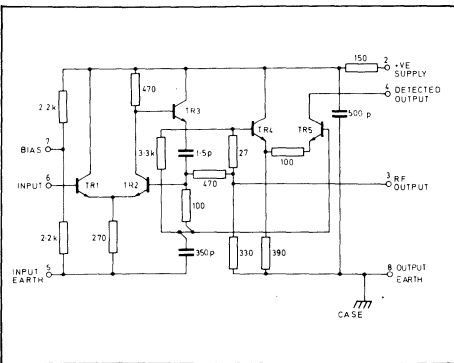 150
2
+VE
SUPPLY
4
DETECTED
OUTPUT
470
2·2k
TR3
TR4
TR5
500p
7
BIAS
3·3k
1·5p
27
100
6
INPUT
TR1
TR2
470
3
RF
OUTPUT
100
2·2k
270
350p
330
390
5
INPUT
EARTH
8
OUTPUT
EARTH
CASE